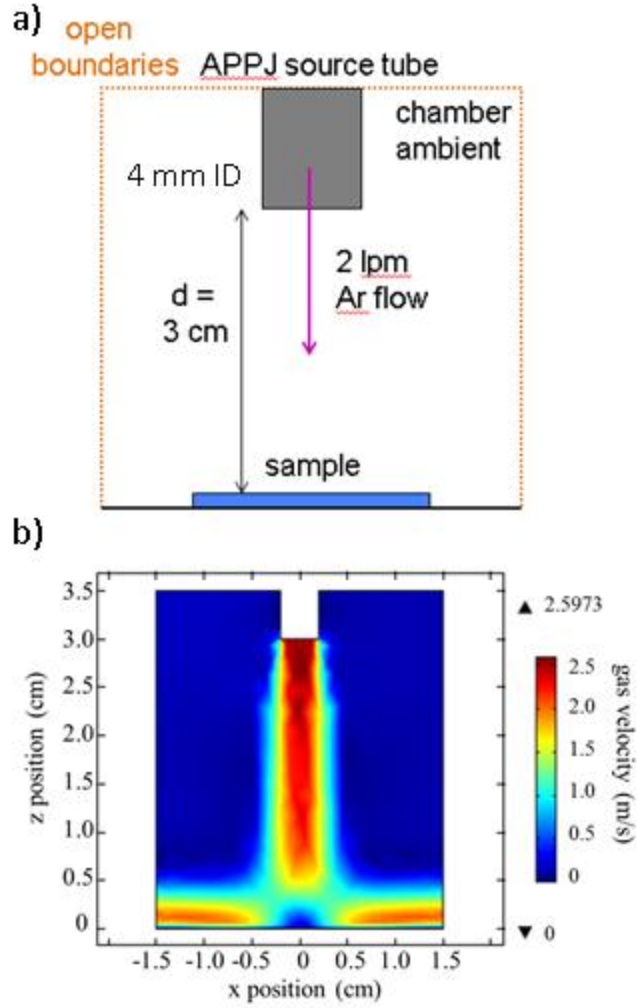 a)
open
boundaries
APPJ source tube
chamber
ambient
4 mm ID
d =
3 cm
2 lpm
Ar flow
sample
b)
3.5
3.0
2.5
2.0
1.5
1.0
0.5
0
z position (cm)
-1.5 -1.0 -0.5 0 0.5 1.0 1.5
x position (cm)
▲ 2.5973
2.5
2.0
1.5
1.0
0.5
0
gas velocity (m/s)
▼ 0